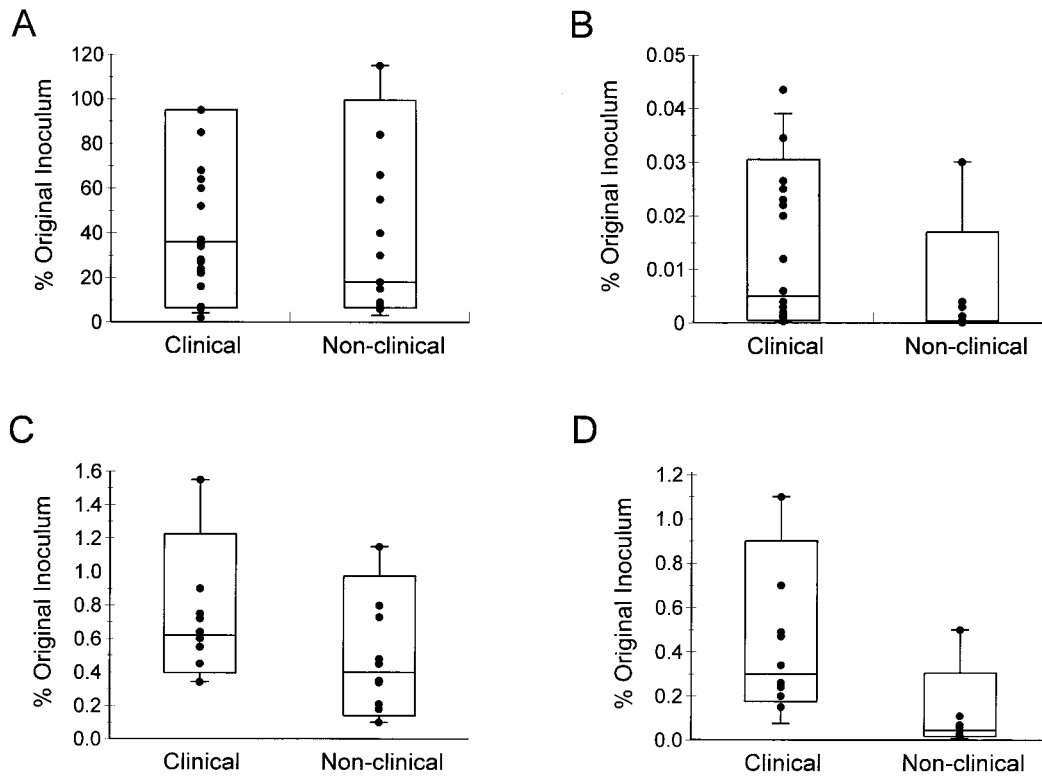 A
% Original Inoculum
120
100
80
60
40
20
0
Clinical Non-clinical
B
% Original Inoculum
0.05
0.04
0.03
0.02
0.01
0
Clinical Non-clinical
C
% Original Inoculum
1.6
1.4
1.2
1.0
0.8
0.6
0.4
0.2
0.0
Clinical Non-clinical
D
% Original Inoculum
1.2
1.0
0.8
0.6
0.4
0.2
0.0
Clinical Non-clinical